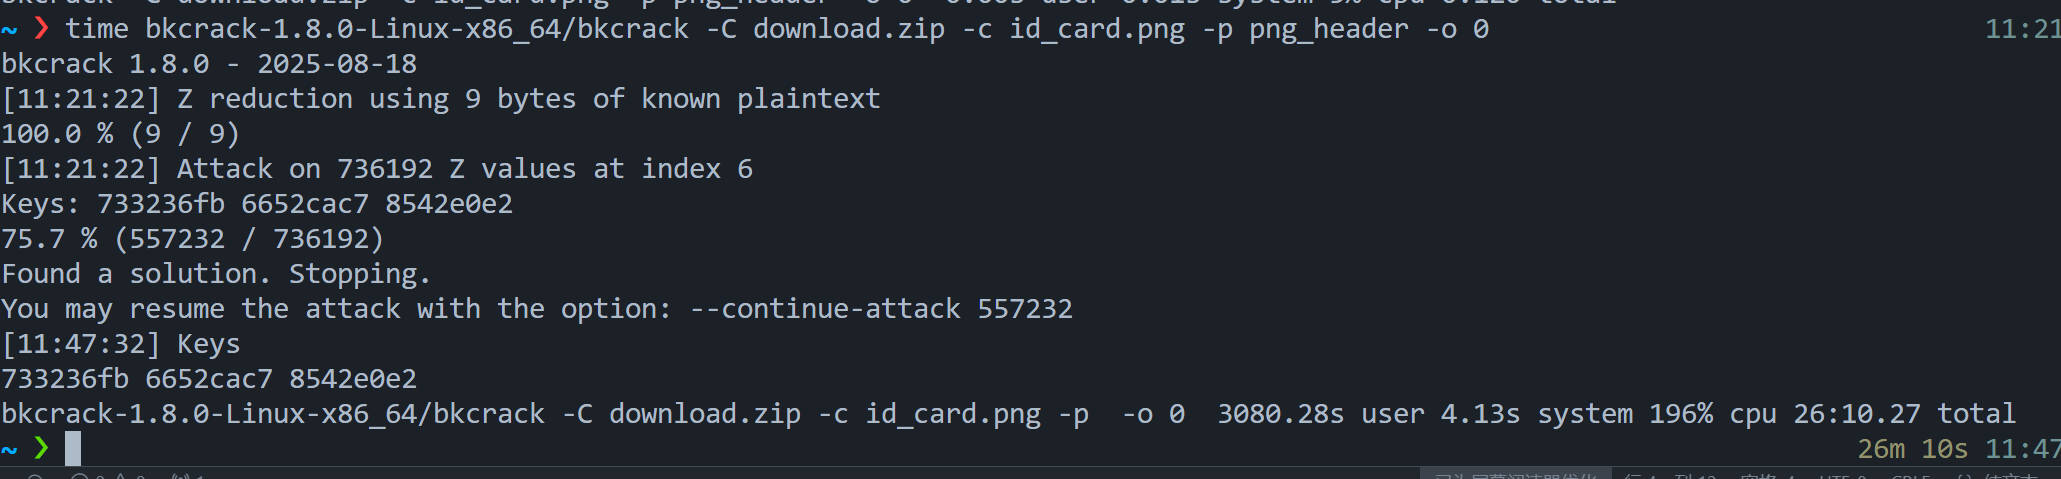 ~ ❯ time bkcrack-1.8.0-Linux-x86_64/bkcrack -C download.zip -c id_card.png -p png_header -o 0 11:21
bkcrack 1.8.0 - 2025-08-18
[11:21:22] Z reduction using 9 bytes of known plaintext
100.0 % (9 / 9)
[11:21:22] Attack on 736192 Z values at index 6
Keys: 733236fb 6652cac7 8542e0e2
75.7 % (557232 / 736192)
Found a solution. Stopping.
You may resume the attack with the option: --continue-attack 557232
[11:47:32] Keys
733236fb 6652cac7 8542e0e2
bkcrack-1.8.0-Linux-x86_64/bkcrack -C download.zip -c id_card.png -p  -o 0  3080.28s user 4.13s system 196% cpu 26:10.27 total
~ ❯ 26m 10s 11:47